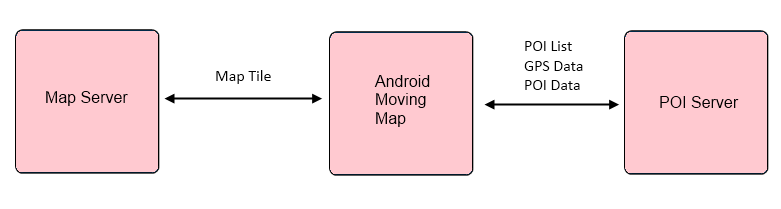 Map Server
Map Tile
Android
Moving
Map
POI List
GPS Data
POI Data
POI Server